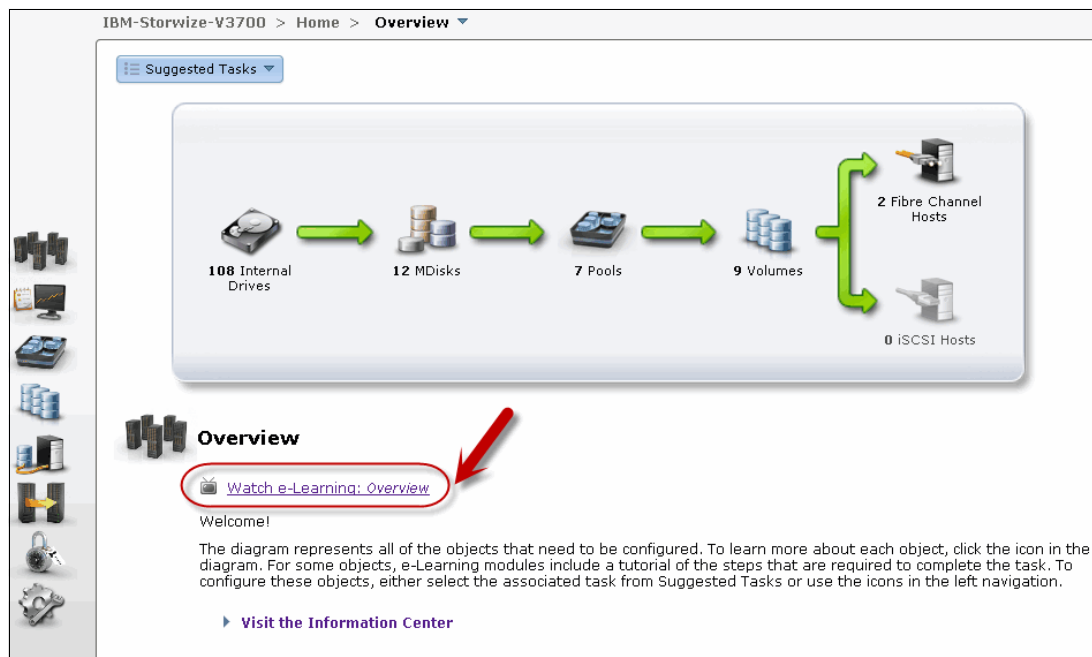 IBM-Storwize-V3700 > Home > Overview
Suggested Tasks
2 Fibre Channel
Hosts
108 Internal
Drives
12 MDisks
7 Pools
9 Volumes
0 iSCSI Hosts
Overview
Watch e-Learning: Overview
Welcome!
The diagram represents all of the objects that need to be configured. To learn more about each object, click the icon in the
diagram. For some objects, e-Learning modules include a tutorial of the steps that are required to complete the task. To
configure these objects, either select the associated task from Suggested Tasks or use the icons in the left navigation.
Visit the Information Center